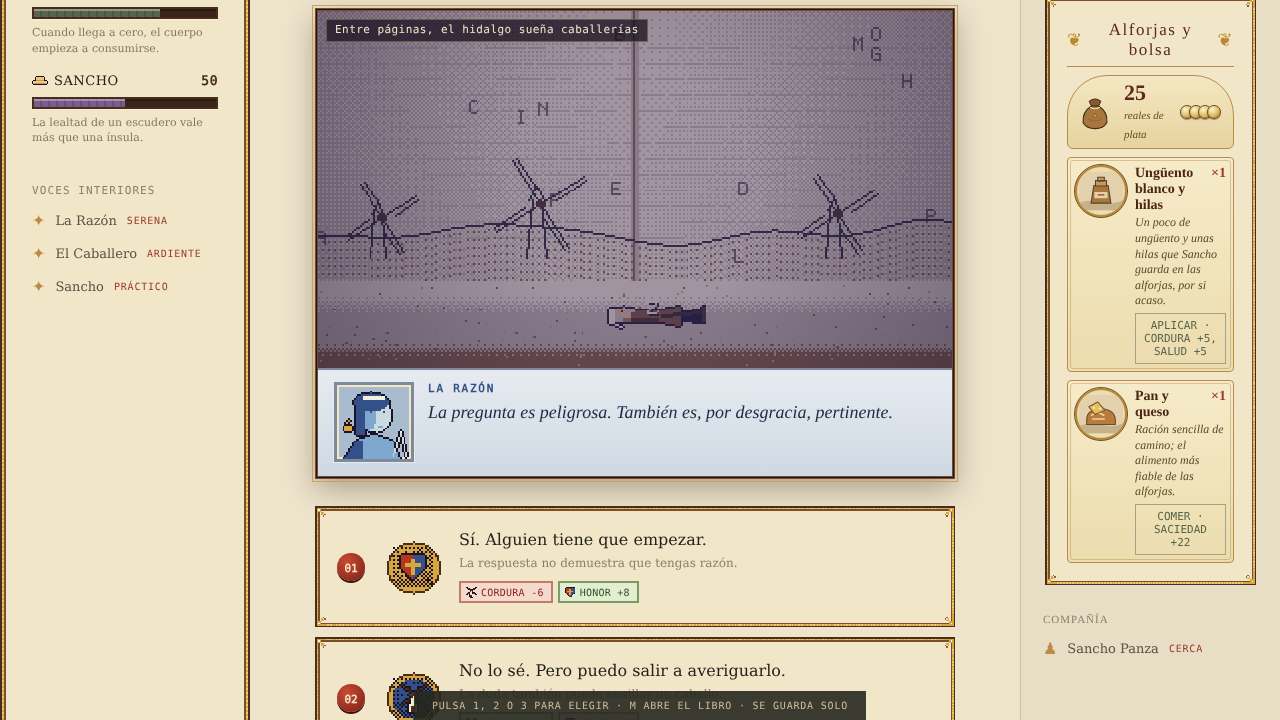 Cuando llega a cero, el cuerpo
empieza a consumirse.
SANCHO 50
La lealtad de un escudero vale
más que una ínsula.
VOCES INTERIORES
La Razón SERENA
El Caballero ARDIENTE
Sancho PRÁCTICO
Entre páginas, el hidalgo sueña caballerías
M O
G
H
C I N
E D
P
L
LA RAZÓN
La pregunta es peligrosa. También es, por desgracia, pertinente.
01
Sí. Alguien tiene que empezar.
La respuesta no demuestra que tengas razón.
CORDURA -6 HONOR +8
02
No lo sé. Pero puedo salir a averiguarlo.
PULSA 1, 2 O 3 PARA ELEGIR · M ABRE EL LIBRO · SE GUARDA SOLO
Alforjas y
bolsa
25
reales de
plata
Ungüento ×1
blanco y
hilas
Un poco de
ungüento y unas
hilas que Sancho
guarda en las
alforjas, por si
acaso.
APLICAR ·
CORDURA +5,
SALUD +5
Pan y ×1
queso
Ración sencilla de
camino; el
alimento más
fiable de las
alforjas.
COMER ·
SACIEDAD
+22
COMPAÑÍA
Sancho Panza CERCA